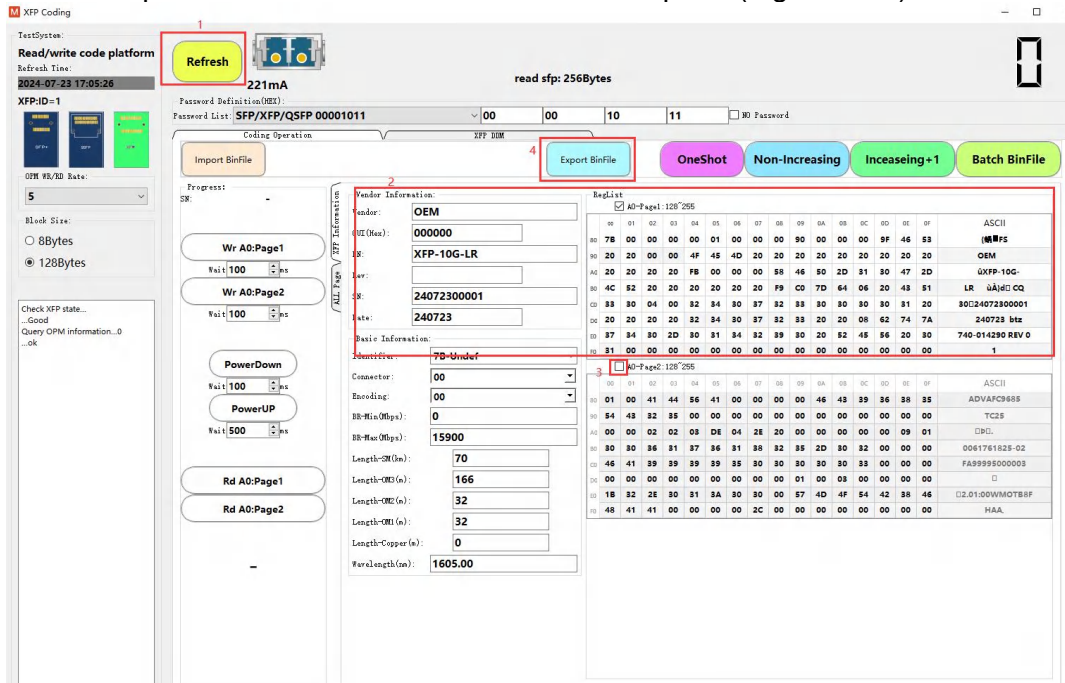 XFP Coding
1
TestSystem:
Read/write code platform
Refresh Time:
2024-07-23 17:05:26
XFP:ID=1
Refresh
221mA
read sfp: 256Bytes
0
Password Definition(HEX):
Password List: SFP/XFP/QSFP 00001011 00 00 10 11 NO Password
Coding Operation XFP DDM
Import BinFile
4
Export BinFile
OneShot
Non-Increasing
Inceaseing+1
Batch BinFile
OPM WR/RD Rate:
5
Block Size:
8Bytes
128Bytes
Check XFP state...
...Good
Query OPM information...0
...ok
Progress:
SN: -
Wr A0:Page1
Wait 100 ms
Wr A0:Page2
Wait 100 ms
PowerDown
Wait 100 ms
PowerUP
Wait 500 ms
Rd A0:Page1
Rd A0:Page2
-
XFP Information
ALL Page
2
Vendor Information:
Vendor: OEM
OUI(Hex): 000000
PN: XFP-10G-LR
Rev:
SN: 24072300001
Date: 240723
Basic Information:
Identifier: 7B-Undef
Connector: 00
Encoding: 00
BR-Min(Mbps): 0
BR-Max(Mbps): 15900
Length-SM(km): 70
Length-OM3(m): 166
Length-OM2(m): 32
Length-OM1(m): 32
Length-Copper(m): 0
Wavelength(nm): 1605.00
RegList
A0-Page1:128~255
00 01 02 03 04 05 06 07 08 09 0A 0B 0C 0D 0E 0F ASCII
80 7B 00 00 00 00 01 00 00 00 90 00 00 00 9F 46 53
90 20 20 00 00 4F 45 4D 20 20 20 20 20 20 20 20 20 OEM
A0 20 20 20 20 FB 00 00 00 58 46 50 2D 31 30 47 2D ûXFP-10G-
B0 4C 52 20 20 20 20 20 20 F9 C0 7D 64 06 20 43 51 LR ùÀ}d CQ
C0 33 30 04 00 32 34 30 37 32 33 30 30 30 30 31 20 30 24072300001
D0 20 20 20 20 32 34 30 37 32 33 20 20 08 62 74 7A 240723 btz
E0 37 34 30 2D 30 31 34 32 39 30 20 52 45 56 20 30 740-014290 REV 0
F0 31 00 00 00 00 00 00 00 00 00 00 00 00 00 00 00 1
3
A0-Page2:128~255
00 01 02 03 04 05 06 07 08 09 0A 0B 0C 0D 0E 0F ASCII
80 01 00 41 44 56 41 00 00 00 00 46 43 39 36 38 35 ADVAFC9685
90 54 43 32 35 00 00 00 00 00 00 00 00 00 00 00 00 TC25
A0 00 00 02 02 03 DE 04 2E 20 00 00 00 00 00 09 01 Þ .
B0 30 30 36 31 37 36 31 38 32 35 2D 30 32 00 00 00 0061761825-02
C0 46 41 39 39 39 39 35 30 30 30 30 30 33 00 00 00 FA99995000003
D0 00 00 00 00 00 00 00 00 00 01 00 03 00 00 00 00
E0 1B 32 2E 30 31 3A 30 30 00 57 4D 4F 54 42 38 46 2.01:00WMOTB8F
F0 48 41 41 00 00 00 00 2C 00 00 00 00 00 00 00 00 HAA,